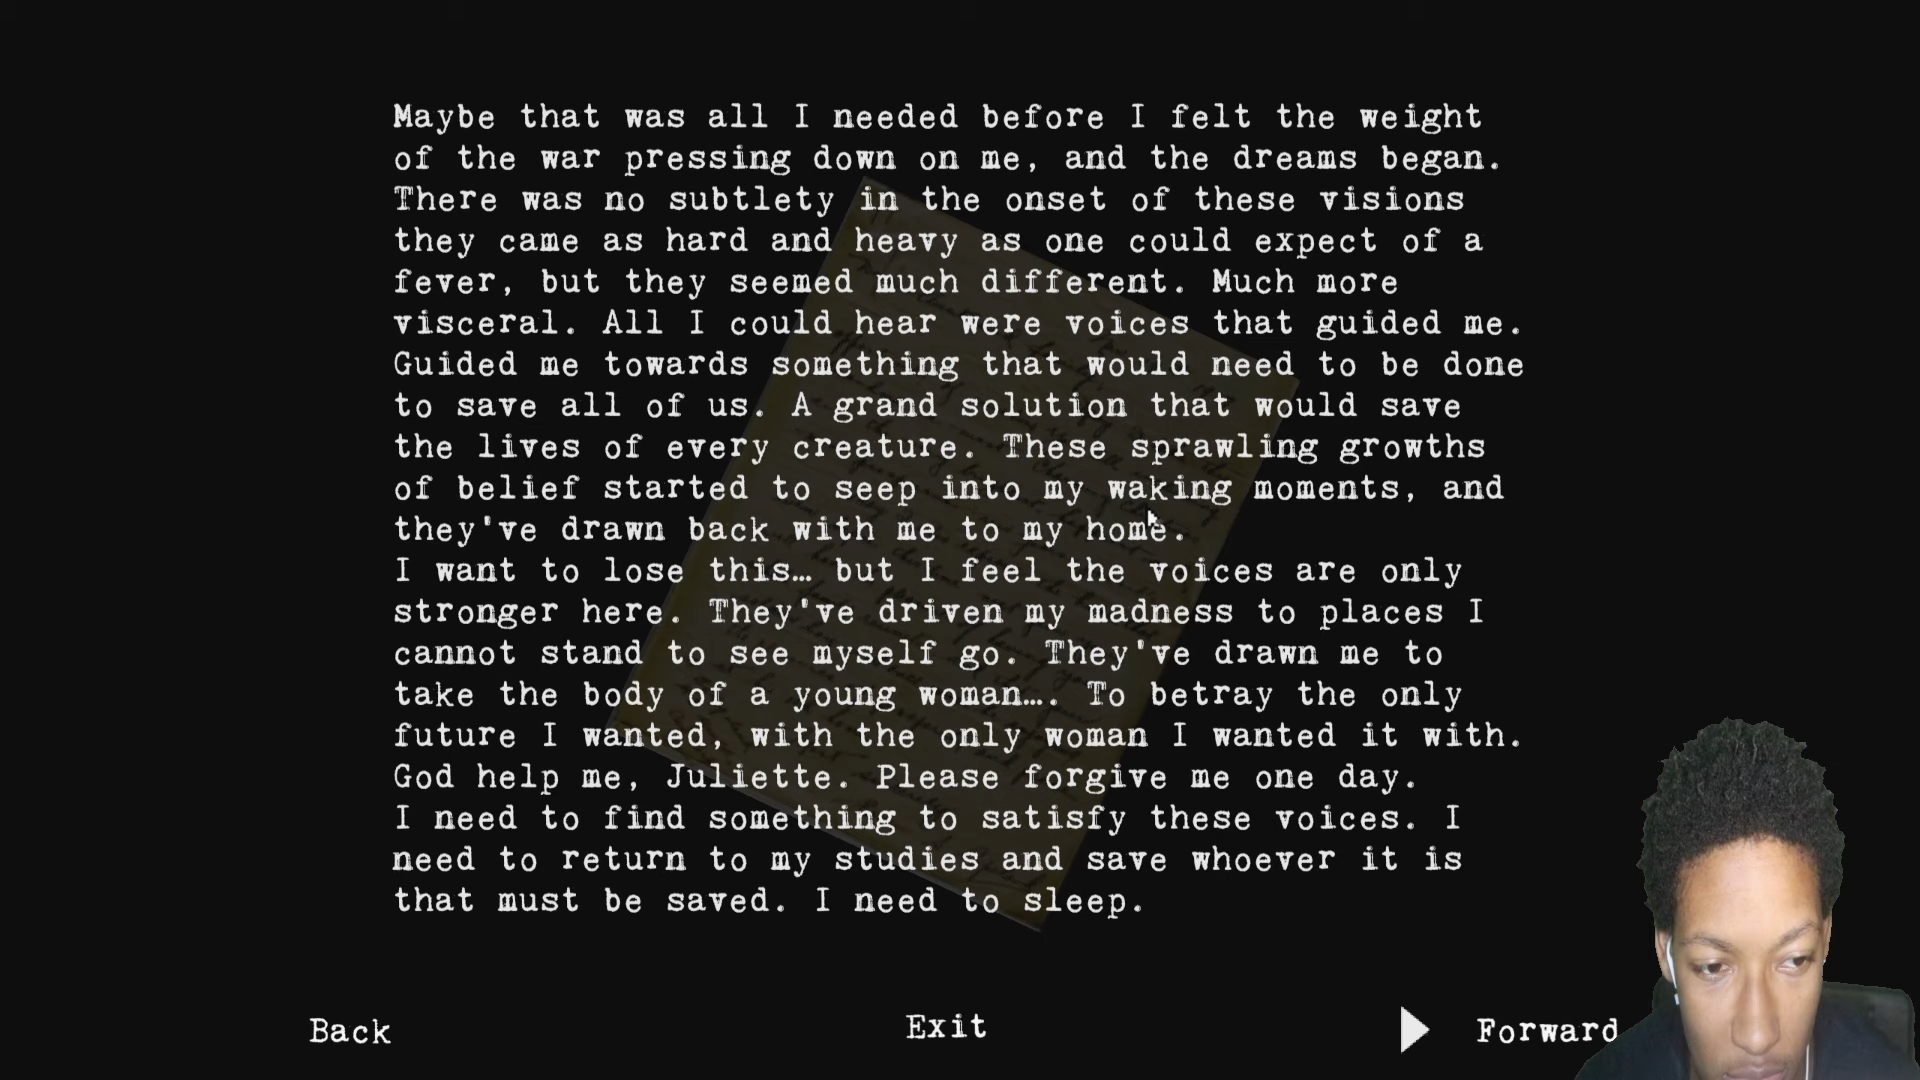 Maybe that was all I needed before I felt the weight
of the war pressing down on me, and the dreams began.
There was no subtlety in the onset of these visions
they came as hard and heavy as one could expect of a
fever, but they seemed much different. Much more
visceral. All I could hear were voices that guided me.
Guided me towards something that would need to be done
to save all of us. A grand solution that would save
the lives of every creature. These sprawling growths
of belief started to seep into my waking moments, and
they've drawn back with me to my home.
I want to lose this… but I feel the voices are only
stronger here. They've driven my madness to places I
cannot stand to see myself go. They've drawn me to
take the body of a young woman…. To betray the only
future I wanted, with the only woman I wanted it with.
God help me, Juliette. Please forgive me one day.
I need to find something to satisfy these voices. I
need to return to my studies and save whoever it is
that must be saved. I need to sleep.
Back Exit Forward